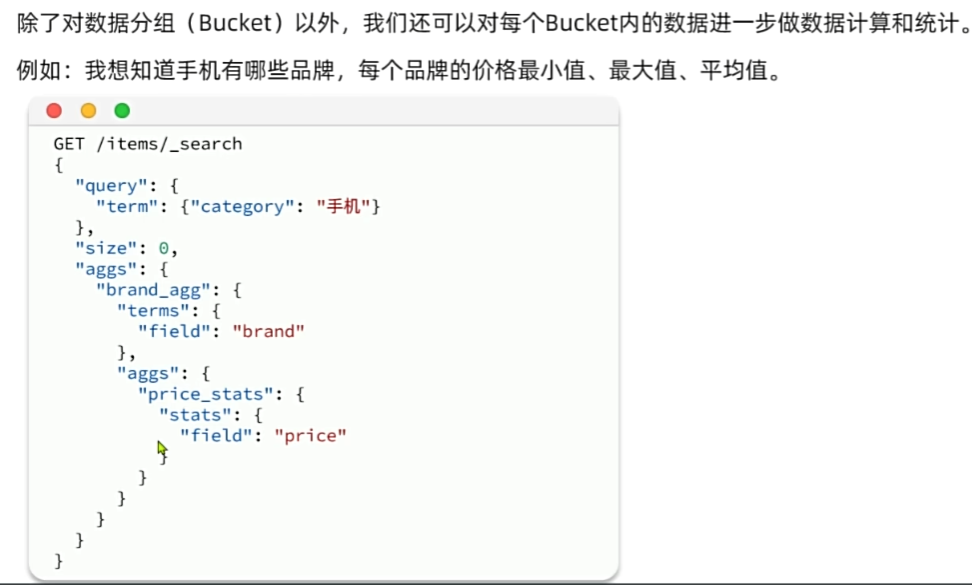 除了对数据分组（Bucket）以外，我们还可以对每个Bucket内的数据进一步做数据计算和统计。
例如：我想知道手机有哪些品牌，每个品牌的价格最小值、最大值、平均值。
GET /items/_search
{
  "query": {
    "term": {"category": "手机"}
  },
  "size": 0,
  "aggs": {
    "brand_agg": {
      "terms": {
        "field": "brand"
      },
      "aggs": {
        "price_stats": {
          "stats": {
            "field": "price"
          }
        }
      }
    }
  }
}